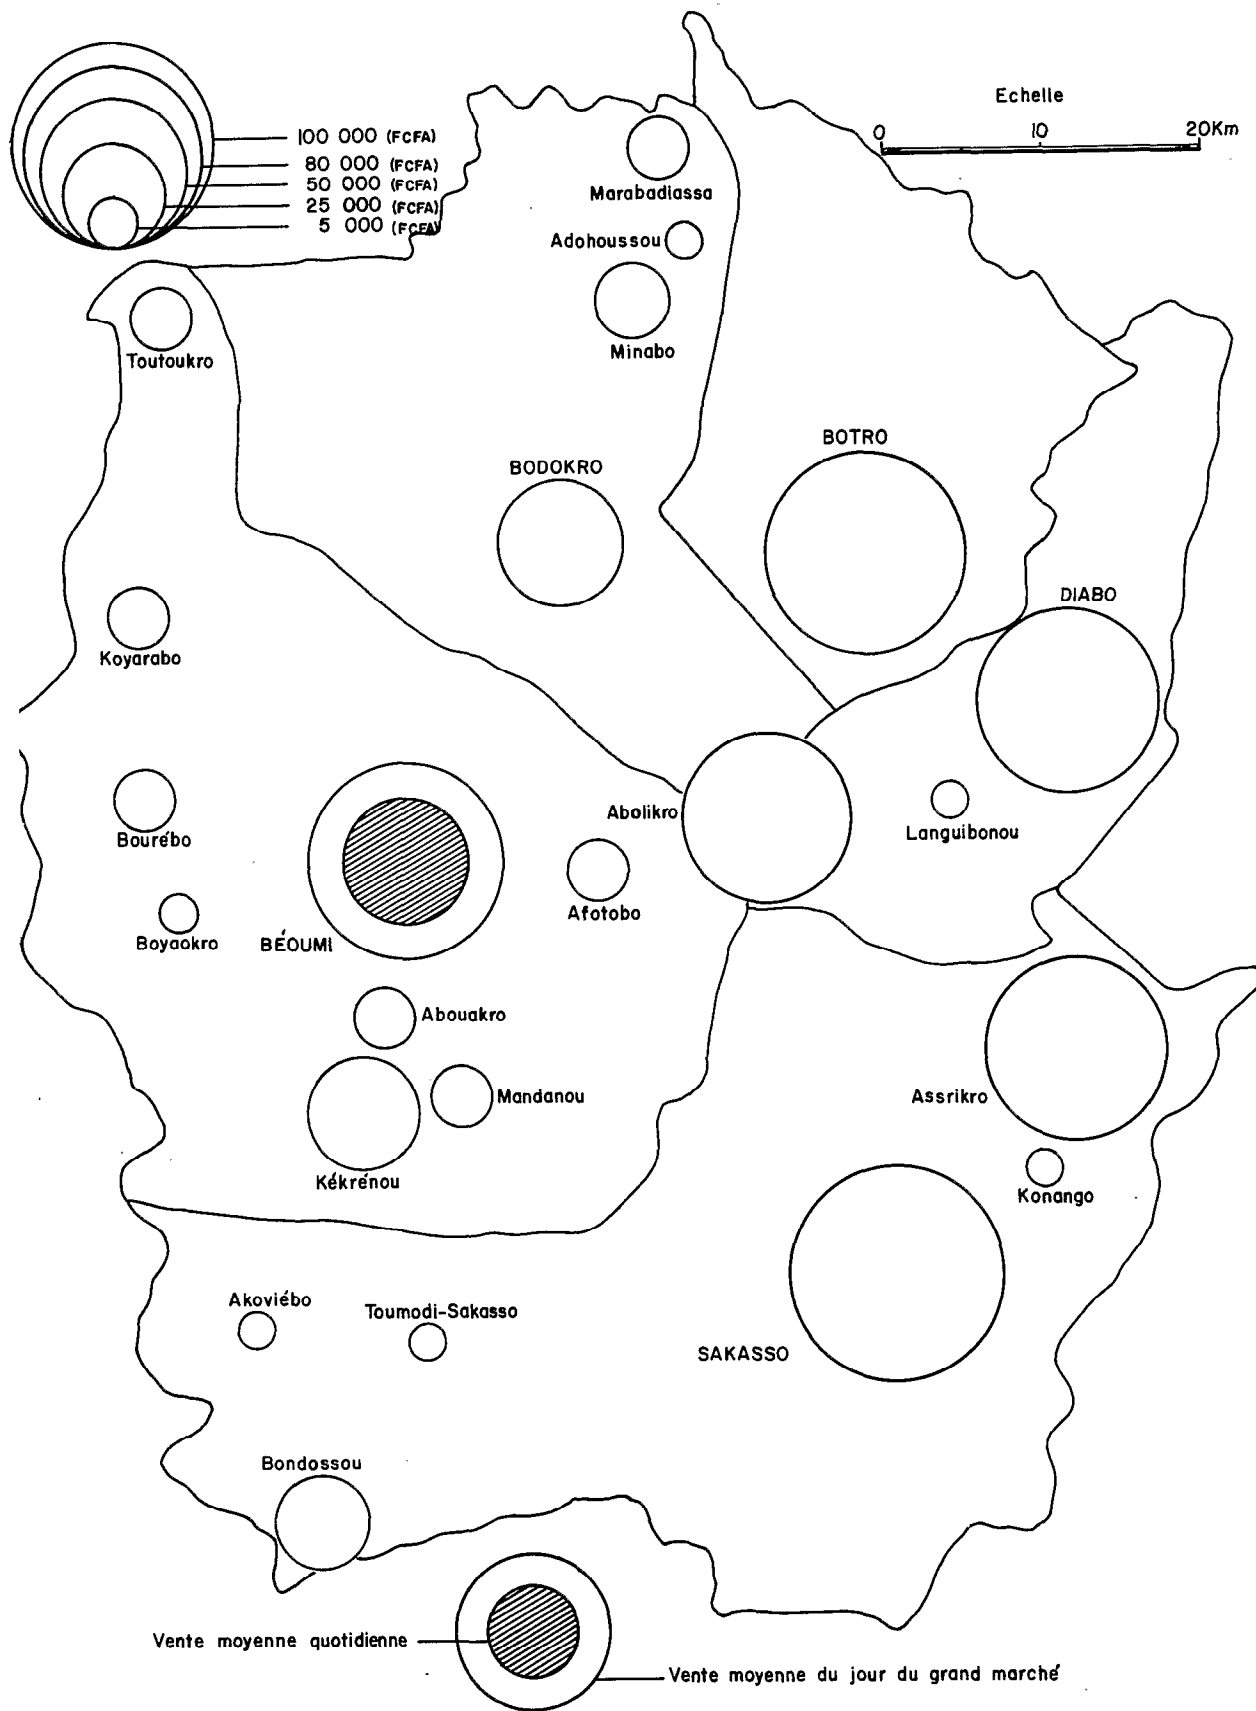 Echelle
0 10 20Km
100 000 (FCFA)
80 000 (FCFA)
50 000 (FCFA)
25 000 (FCFA)
5 000 (FCFA)
Marabadiassa
Adohoussou
Minabo
Toutoukro
BOTRO
BODOKRO
DIABO
Koyarabo
Abolikro
Languibonou
Bourébo
Afotobo
Boyaokro
BÉOUMI
Abouakro
Mandanou
Assrikro
Kékrénou
Konango
Akoviébo
Toumodi-Sakasso
SAKASSO
Bondossou
Vente moyenne quotidienne
Vente moyenne du jour du grand marché